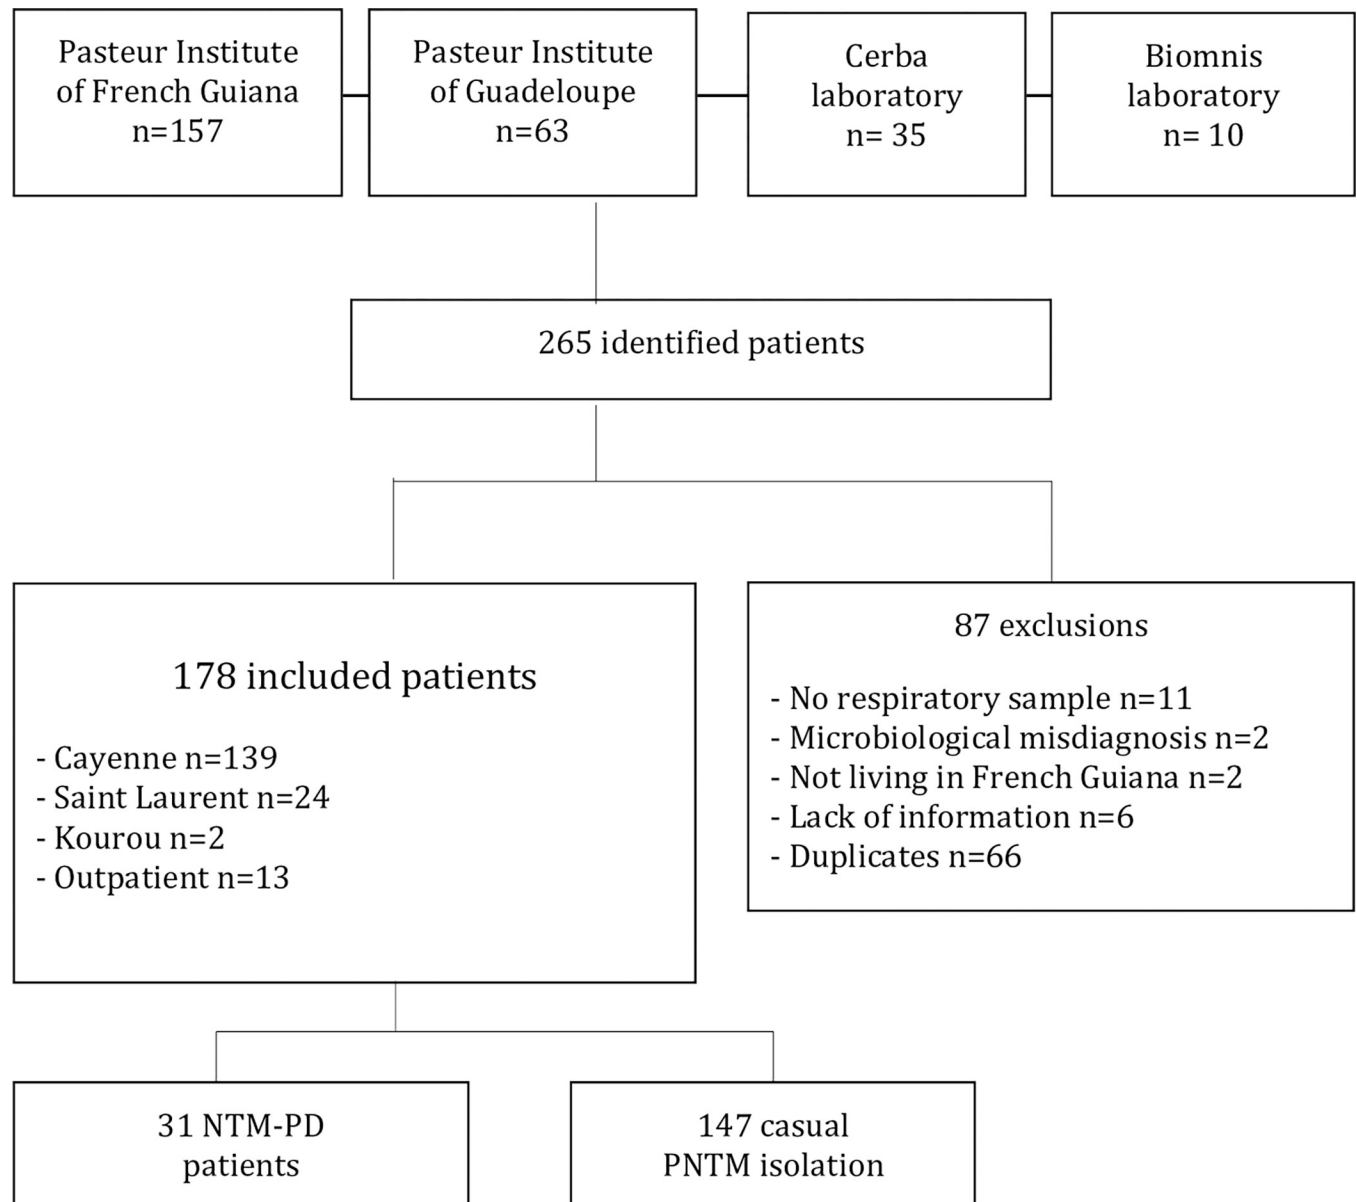 Pasteur Institute
of French Guiana
n=157
Pasteur Institute
of Guadeloupe
n=63
Cerba
laboratory
n= 35
Biomnis
laboratory
n= 10
265 identified patients
178 included patients
- Cayenne n=139
- Saint Laurent n=24
- Kourou n=2
- Outpatient n=13
87 exclusions
- No respiratory sample n=11
- Microbiological misdiagnosis n=2
- Not living in French Guiana n=2
- Lack of information n=6
- Duplicates n=66
31 NTM-PD
patients
147 casual
PNTM isolation